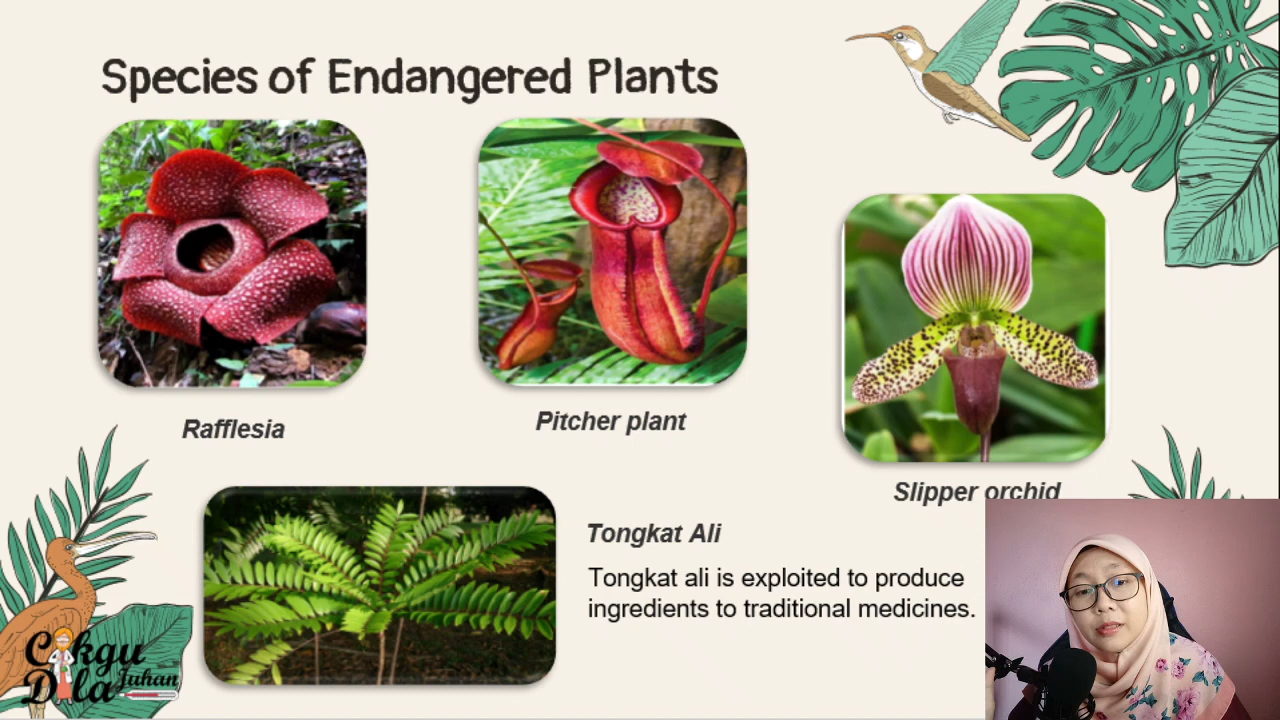 Species of Endangered Plants
Rafflesia
Pitcher plant
Slipper orchid
Tongkat Ali
Tongkat ali is exploited to produce
ingredients to traditional medicines.
Cikgu
Dila Juhan